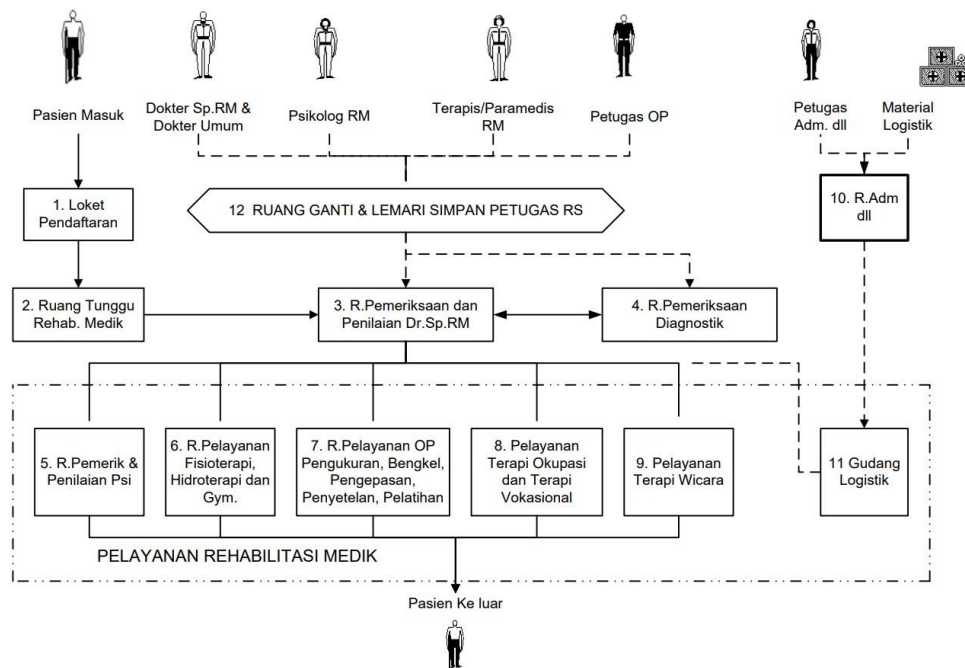 Pasien Masuk
Dokter Sp.RM &
Dokter Umum
Psikolog RM
Terapis/Paramedis
RM
Petugas OP
Petugas
Adm. dll
Material
Logistik
1. Loket
Pendaftaran
12 RUANG GANTI & LEMARI SIMPAN PETUGAS RS
10. R.Adm
dll
2. Ruang Tunggu
Rehab. Medik
3. R.Pemeriksaan dan
Penilaian Dr.Sp.RM
4. R.Pemeriksaan
Diagnostik
5. R.Pemerik &
Penilaian Psi
6. R.Pelayanan
Fisioterapi,
Hidroterapi dan
Gym.
7. R.Pelayanan OP
Pengukuran, Bengkel,
Pengepasan,
Penyetelan, Pelatihan
8. Pelayanan
Terapi Okupasi
dan Terapi
Vokasional
9. Pelayanan
Terapi Wicara
11 Gudang
Logistik
PELAYANAN REHABILITASI MEDIK
Pasien Ke luar